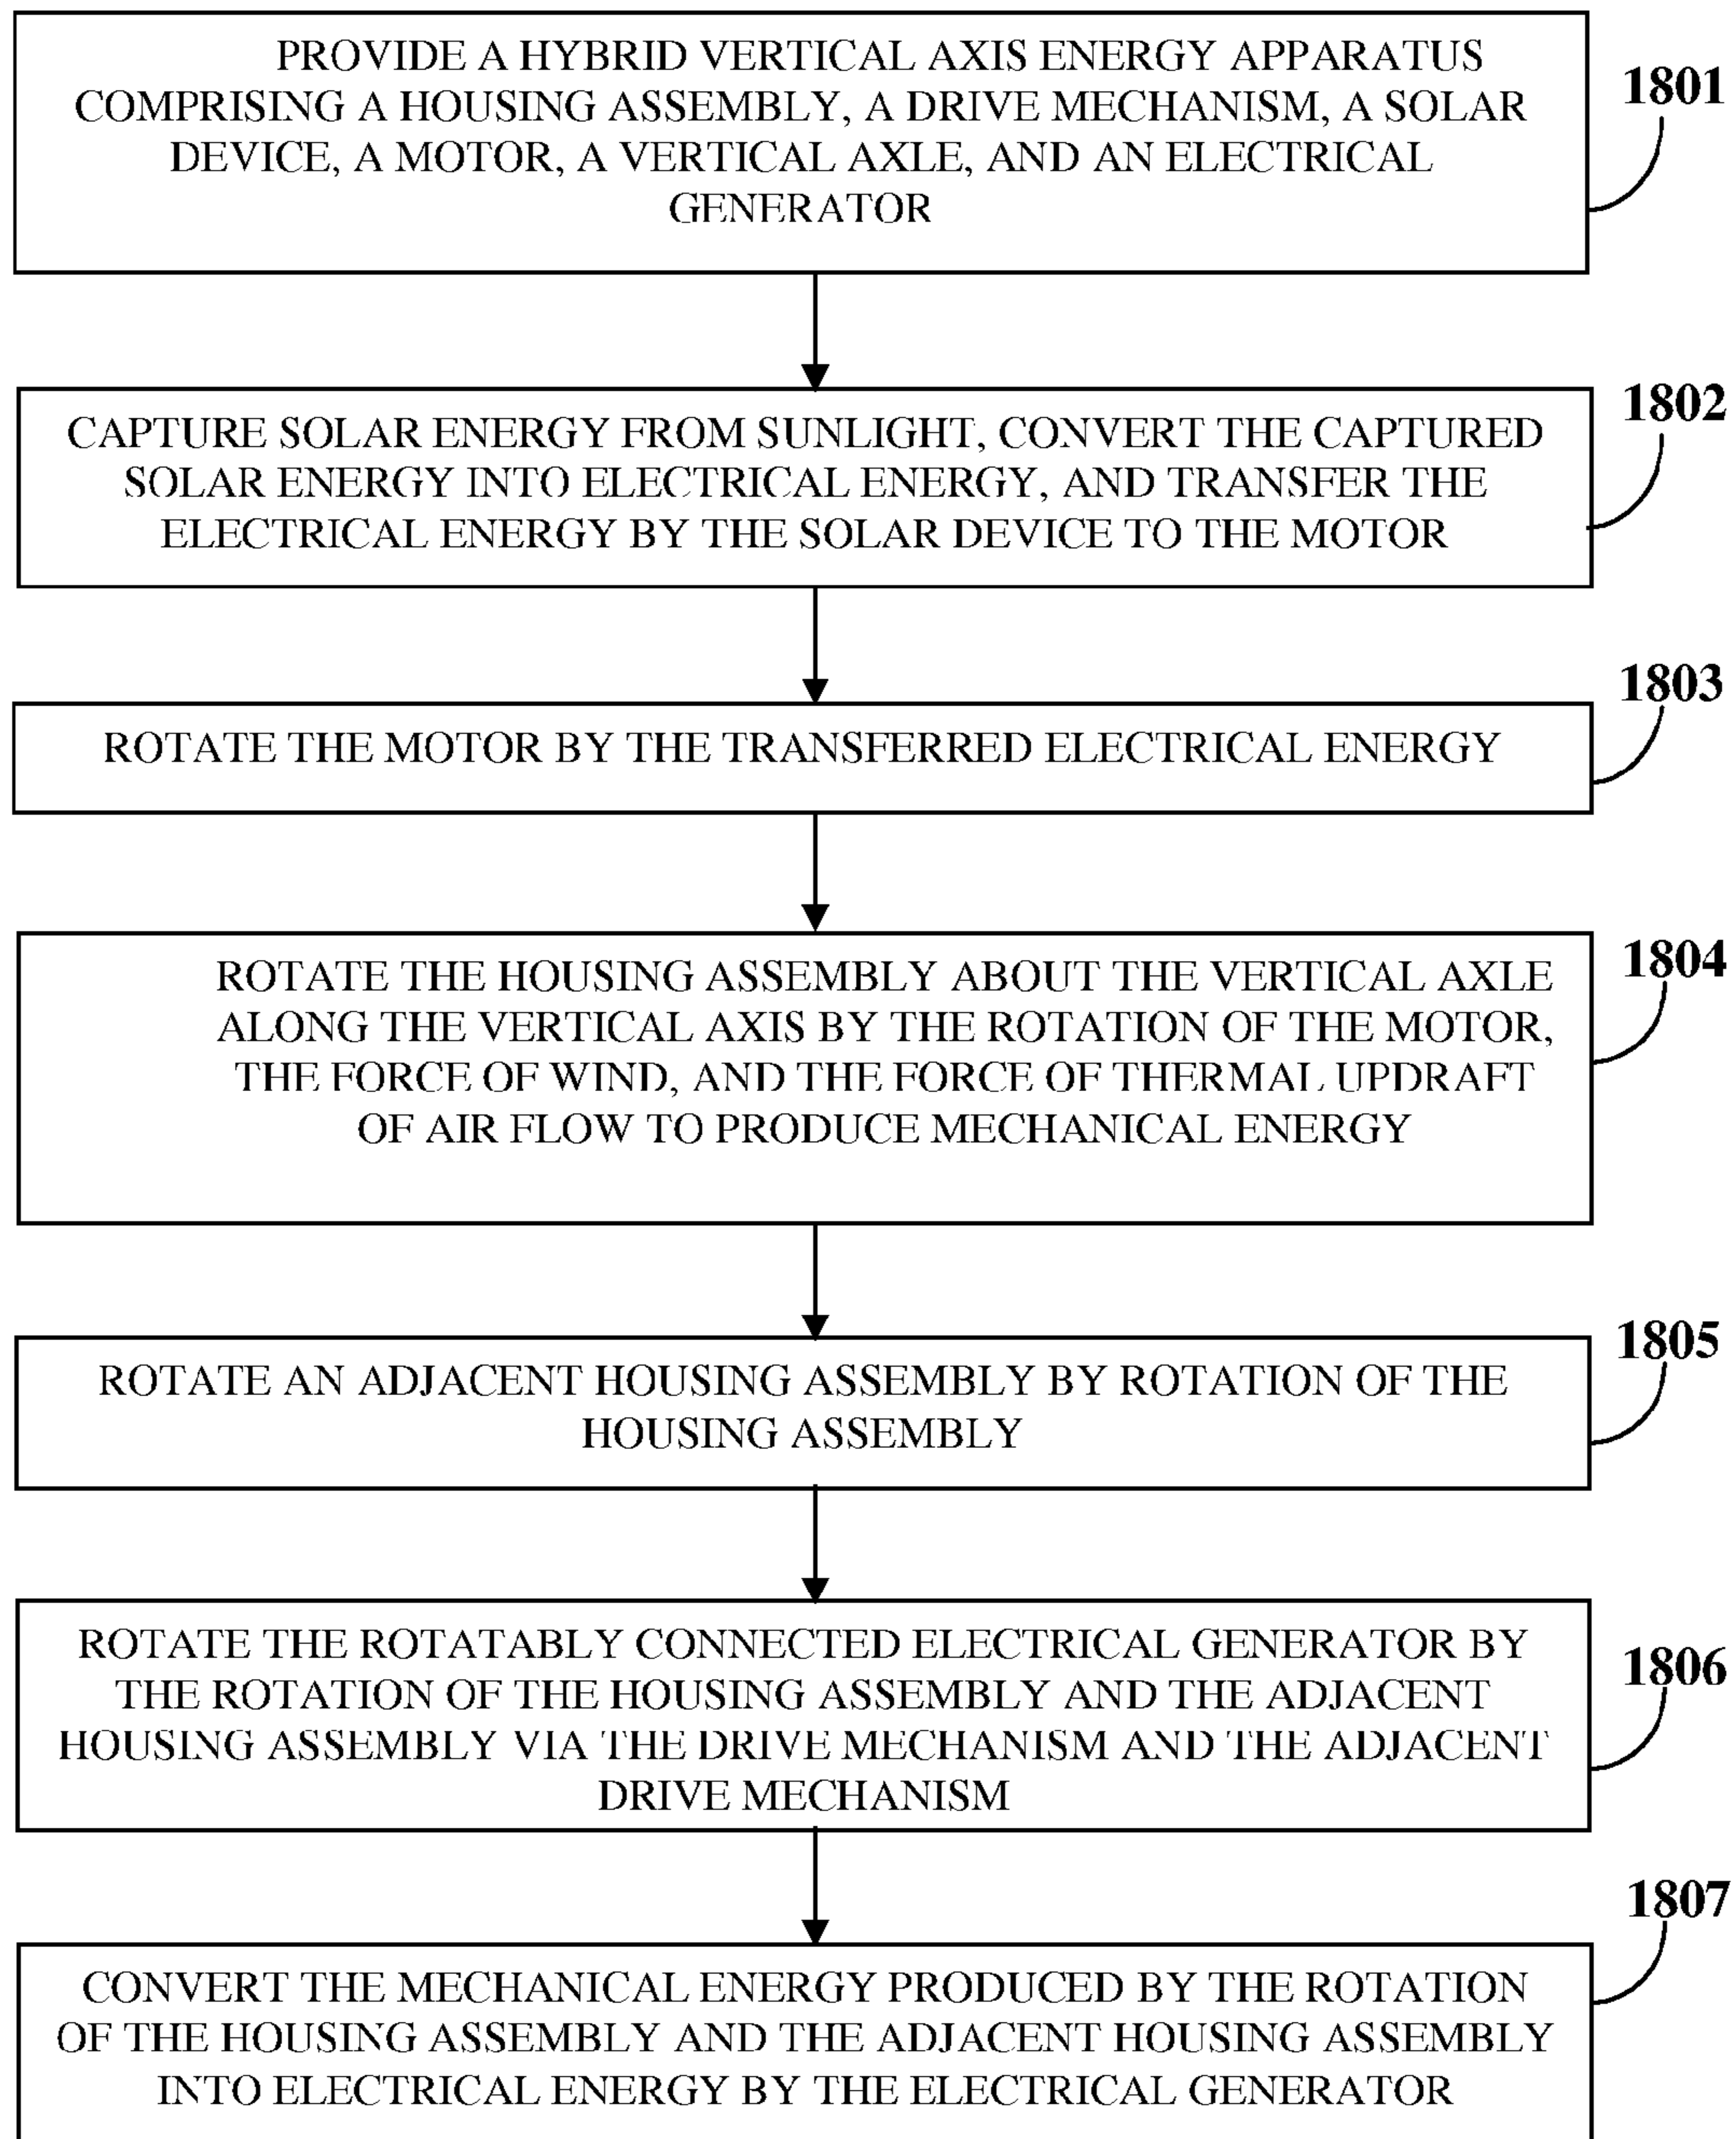 PROVIDE A HYBRID VERTICAL AXIS ENERGY APPARATUS
COMPRISING A HOUSING ASSEMBLY, A DRIVE MECHANISM, A SOLAR
DEVICE, A MOTOR, A VERTICAL AXLE, AND AN ELECTRICAL
GENERATOR
1801
CAPTURE SOLAR ENERGY FROM SUNLIGHT, CONVERT THE CAPTURED
SOLAR ENERGY INTO ELECTRICAL ENERGY, AND TRANSFER THE
ELECTRICAL ENERGY BY THE SOLAR DEVICE TO THE MOTOR
1802
ROTATE THE MOTOR BY THE TRANSFERRED ELECTRICAL ENERGY
1803
ROTATE THE HOUSING ASSEMBLY ABOUT THE VERTICAL AXLE
ALONG THE VERTICAL AXIS BY THE ROTATION OF THE MOTOR,
THE FORCE OF WIND, AND THE FORCE OF THERMAL UPDRAFT
OF AIR FLOW TO PRODUCE MECHANICAL ENERGY
1804
ROTATE AN ADJACENT HOUSING ASSEMBLY BY ROTATION OF THE
HOUSING ASSEMBLY
1805
ROTATE THE ROTATABLY CONNECTED ELECTRICAL GENERATOR BY
THE ROTATION OF THE HOUSING ASSEMBLY AND THE ADJACENT
HOUSING ASSEMBLY VIA THE DRIVE MECHANISM AND THE ADJACENT
DRIVE MECHANISM
1806
CONVERT THE MECHANICAL ENERGY PRODUCED BY THE ROTATION
OF THE HOUSING ASSEMBLY AND THE ADJACENT HOUSING ASSEMBLY
INTO ELECTRICAL ENERGY BY THE ELECTRICAL GENERATOR
1807